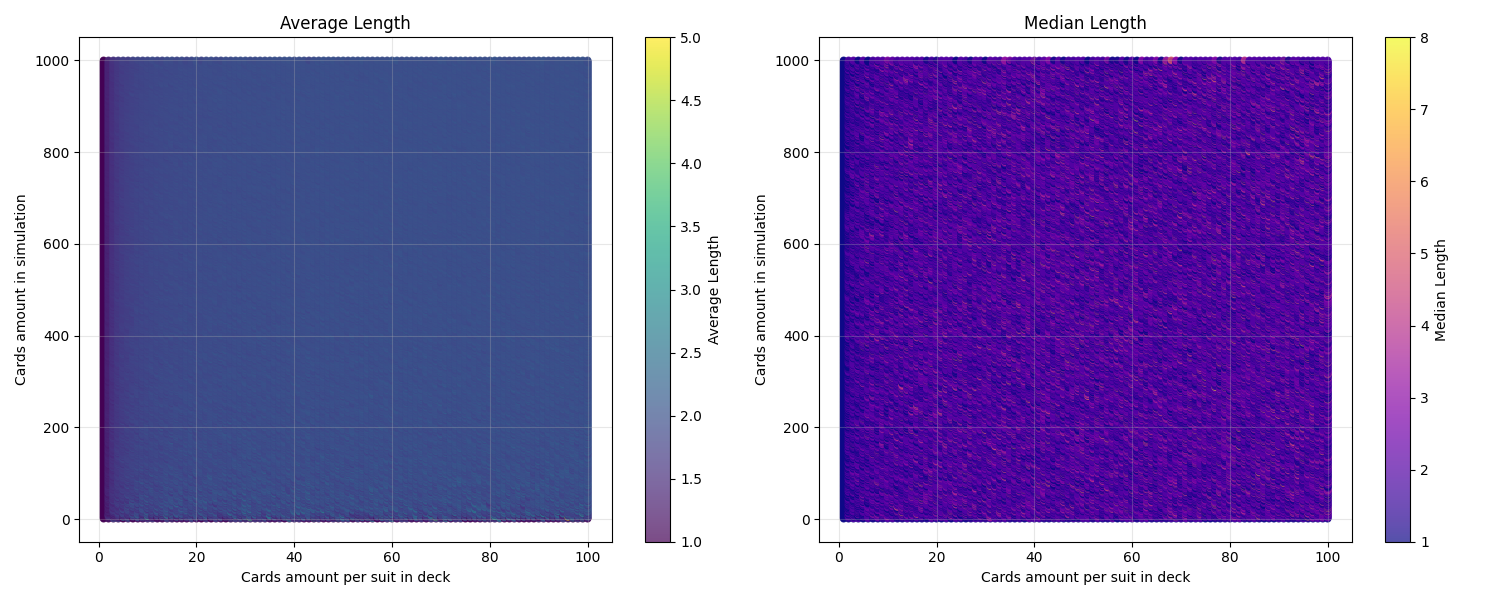 Average Length
1000
800
600
400
200
0
Cards amount in simulation
0 20 40 60 80 100
Cards amount per suit in deck
5.0
4.5
4.0
3.5
3.0
2.5
2.0
1.5
1.0
Average Length
Median Length
1000
800
600
400
200
0
Cards amount in simulation
0 20 40 60 80 100
Cards amount per suit in deck
8
7
6
5
4
3
2
1
Median Length